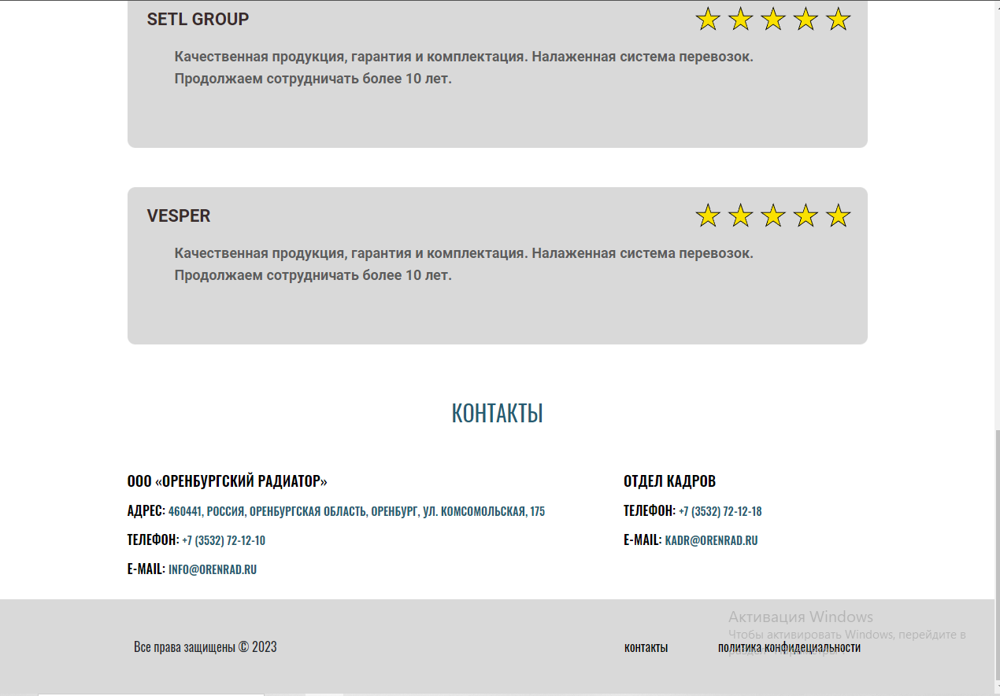 SETL GROUP
Качественная продукция, гарантия и комплектация. Налаженная система перевозок.
Продолжаем сотрудничать более 10 лет.
VESPER
Качественная продукция, гарантия и комплектация. Налаженная система перевозок.
Продолжаем сотрудничать более 10 лет.
КОНТАКТЫ
ООО «ОРЕНБУРГСКИЙ РАДИАТОР»
АДРЕС: 460441, РОССИЯ, ОРЕНБУРГСКАЯ ОБЛАСТЬ, ОРЕНБУРГ, УЛ. КОМСОМОЛЬСКАЯ, 175
ТЕЛЕФОН: +7 (3532) 72-12-10
E-MAIL: INFO@ORENRAD.RU
ОТДЕЛ КАДРОВ
ТЕЛЕФОН: +7 (3532) 72-12-18
E-MAIL: KADR@ORENRAD.RU
Активация Windows
Чтобы активировать Windows, перейдите в
раздел "Параметры".
Все права защищены © 2023
контакты
политика конфидециальности